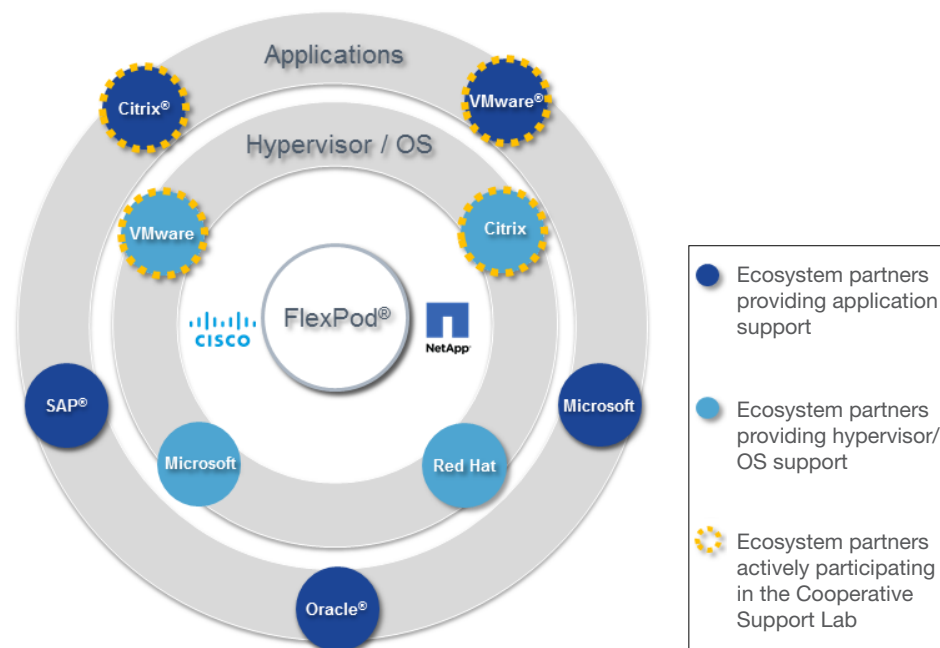 Applications
Citrix®
VMware®
Hypervisor / OS
VMware
Citrix
CISCO
FlexPod®
NetApp
SAP®
Microsoft
Microsoft
Red Hat
Oracle®
Ecosystem partners
providing application
support
Ecosystem partners
providing hypervisor/
OS support
Ecosystem partners
actively participating
in the Cooperative
Support Lab